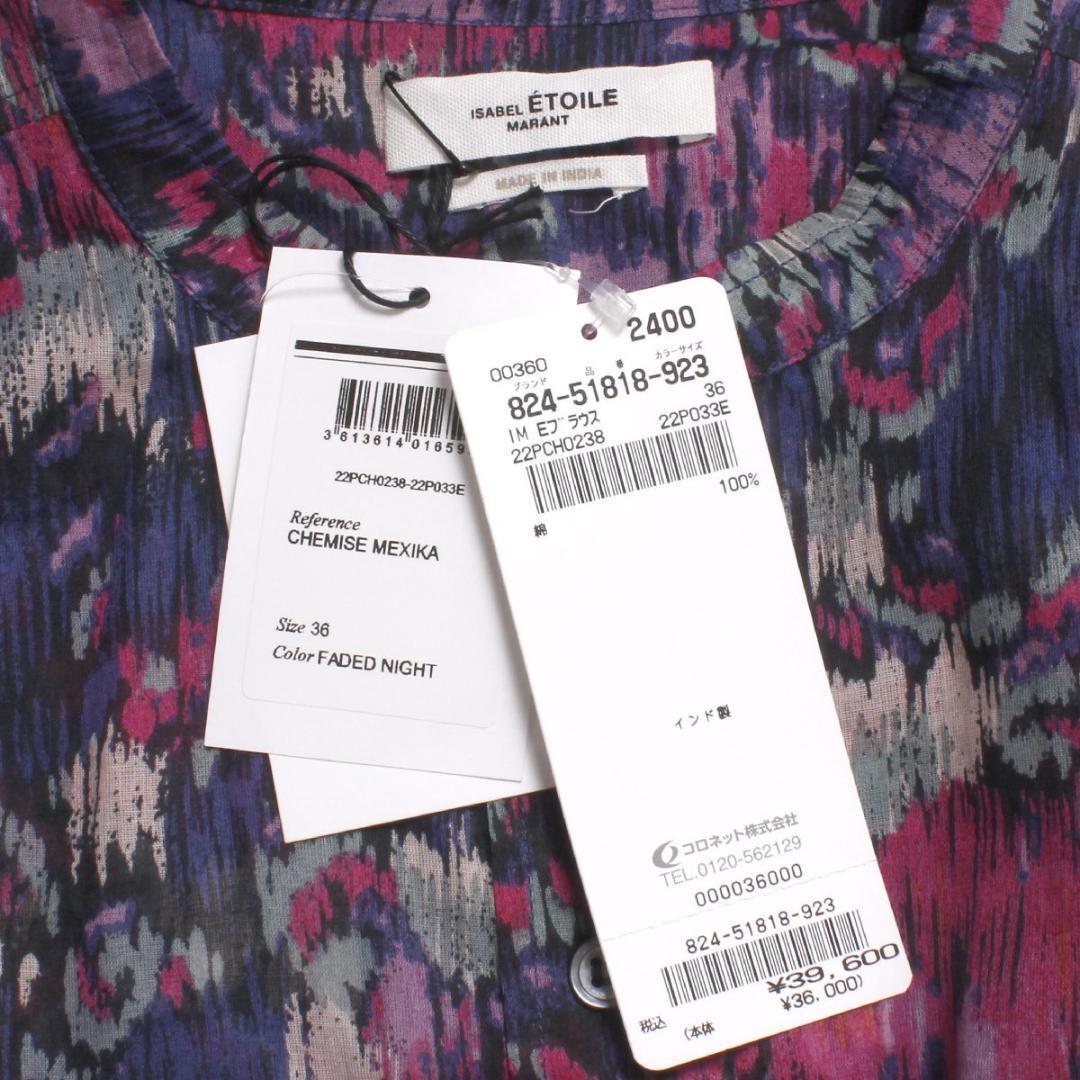 ISABEL ÉTOILE
MARANT
MADE IN INDIA
3 613614 01659
22PCH0238-22P033E
Reference
CHEMISE MEXIKA
Size 36
Color FADED NIGHT
2400
00360
ブランド 品 番 カラーサイズ
824-51818-923
IM Eブラウス 36
22PCH0238 22P033E
100%
綿
インド製
コロネット株式会社
TEL.0120-562129
000036000
824-51818-923
¥39,600
税込 (本体 ¥36,000)